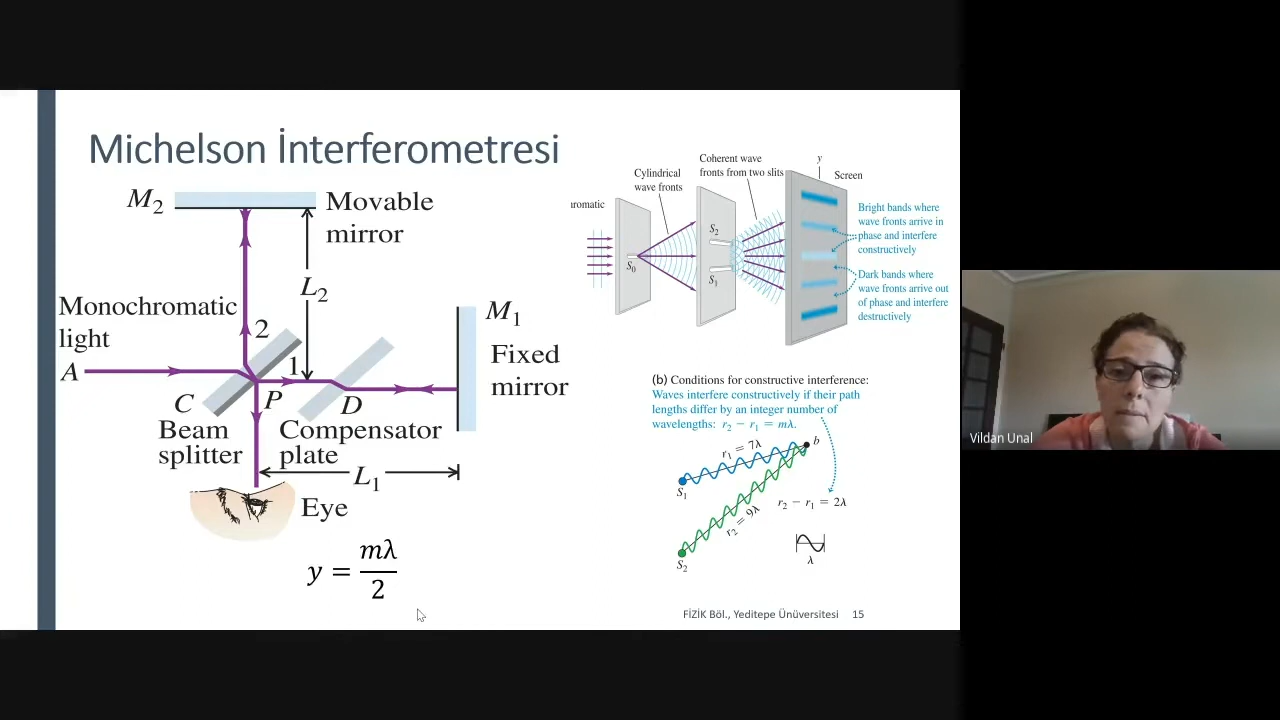 Michelson İnterferometresi
M2
Movable
mirror
L2
Monochromatic
light
A
2
1
C
P
D
M1
Fixed
mirror
Beam
splitter
Compensator
plate
L1
Eye
y = mλ/2
Coherent wave
fronts from two slits
Cylindrical
wave fronts
romatic
y
Screen
S0
S2
S1
Bright bands where
wave fronts arrive in
phase and interfere
constructively
Dark bands where
wave fronts arrive out
of phase and interfere
destructively
(b) Conditions for constructive interference:
Waves interfere constructively if their path
lengths differ by an integer number of
wavelengths: r2 − r1 = mλ.
r1 = 7λ
b
S1
r2 = 9λ
r2 − r1 = 2λ
λ
S2
FİZİK Böl., Yeditepe Ünüversitesi 15
Vildan Unal